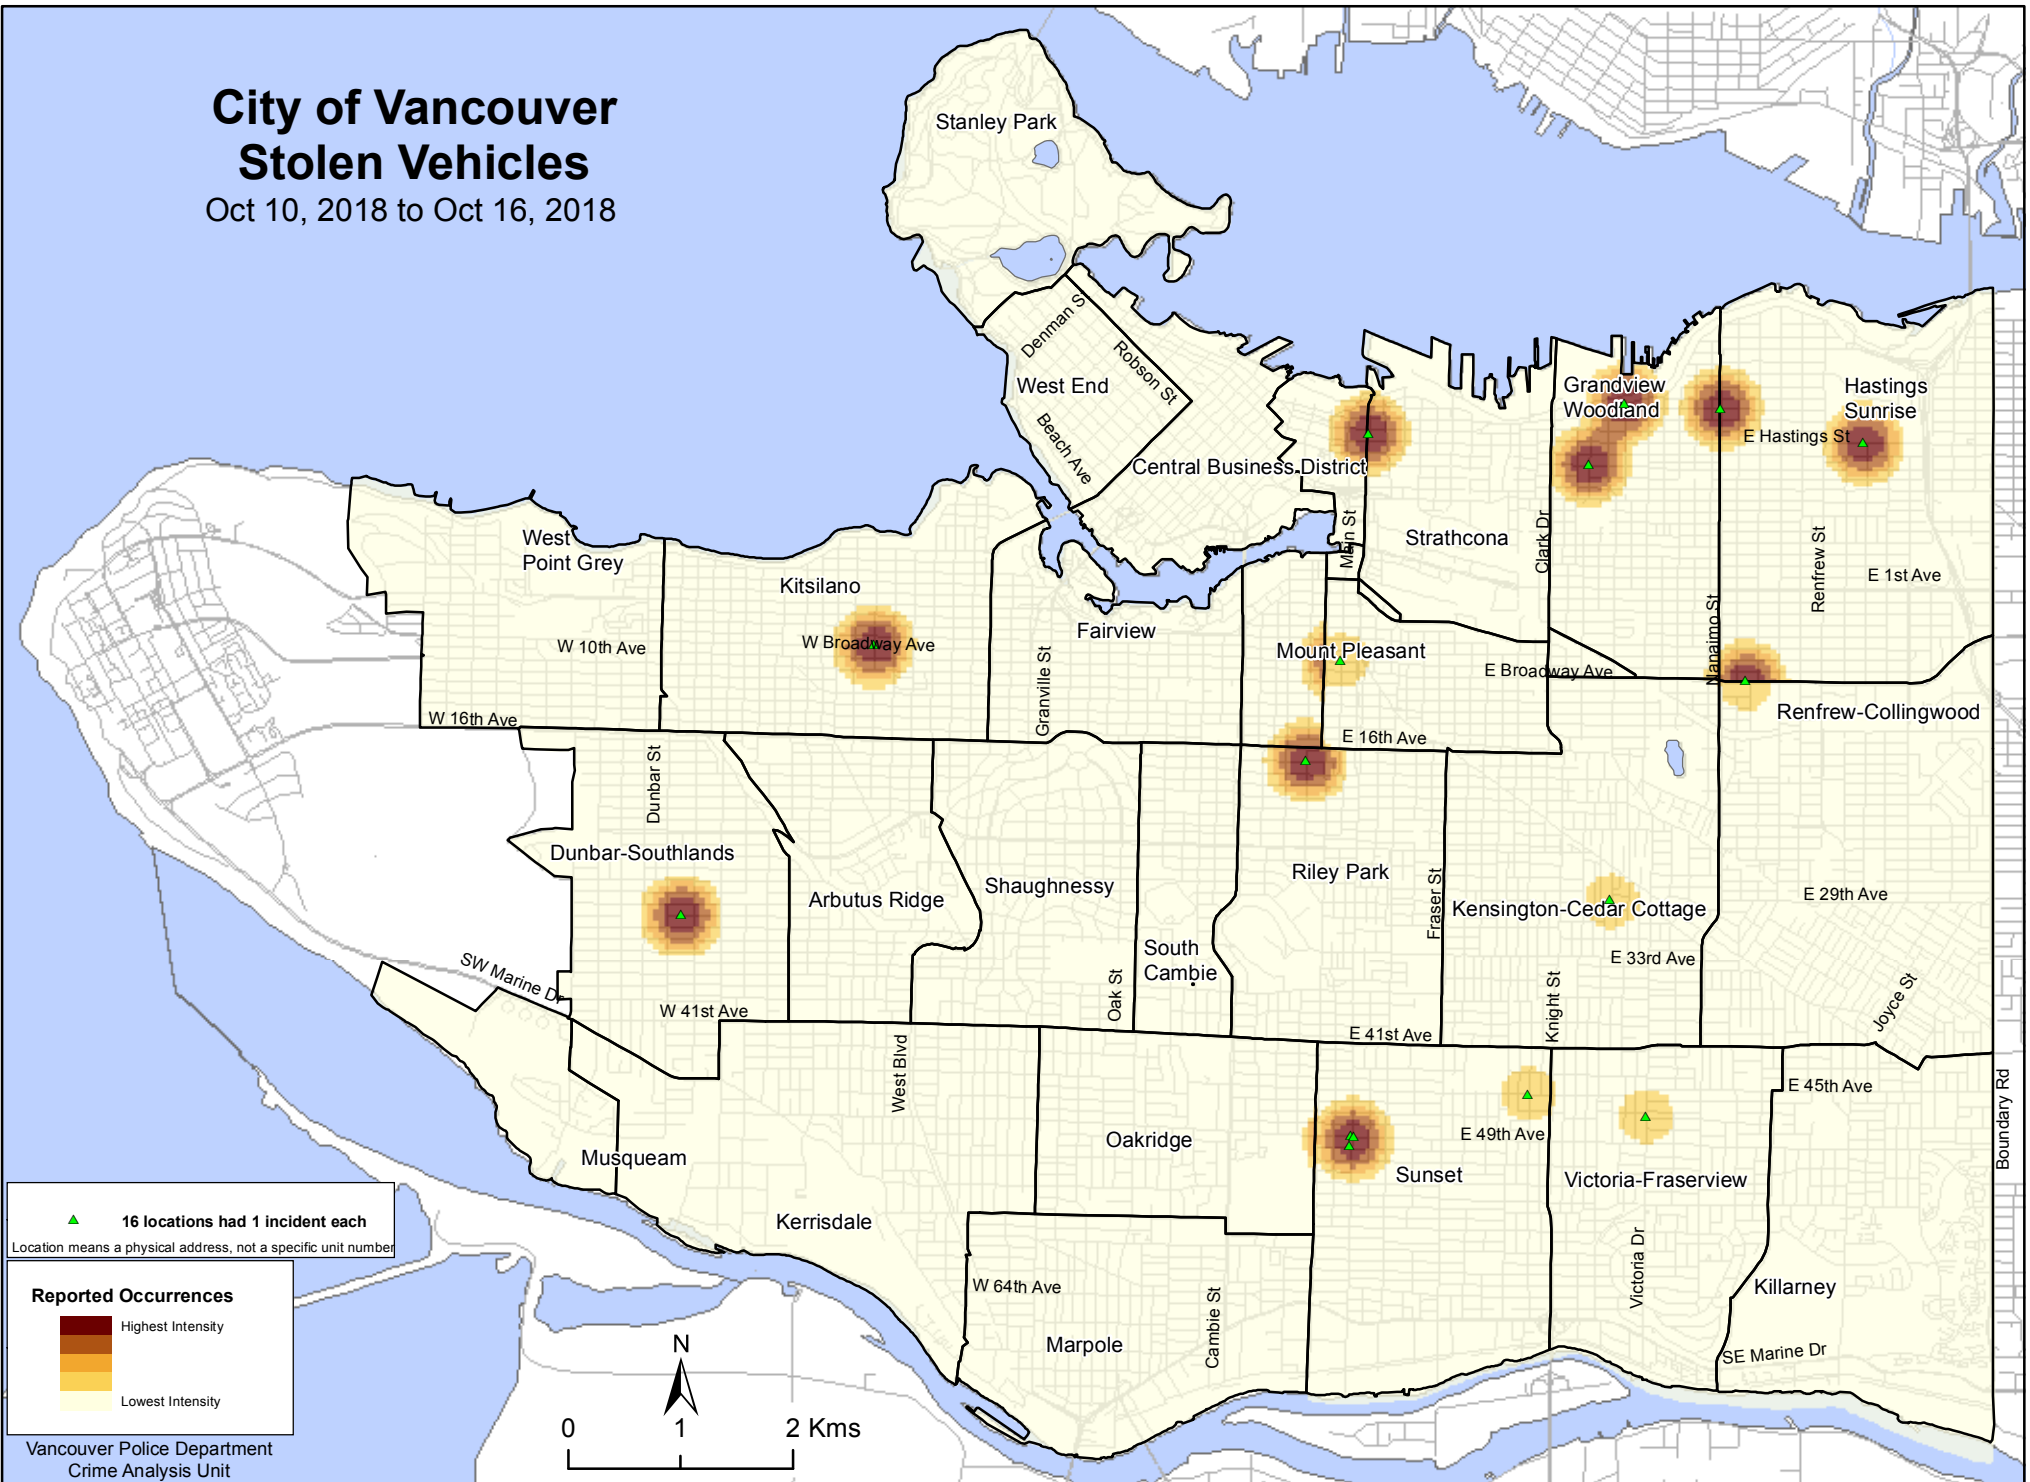 City of Vancouver
Stolen Vehicles
Oct 10, 2018 to Oct 16, 2018
Stanley Park
Denman S
Robson St
West End
Beach Ave
Central Business District
Grandview
Woodland
Hastings
Sunrise
E Hastings St
Main St
Strathcona
Clark Dr
Nanaimo St
Renfrew St
E 1st Ave
West
Point Grey
Kitsilano
W 10th Ave
W Broadway Ave
Fairview
Granville St
Mount Pleasant
E Broadway Ave
Renfrew-Collingwood
W 16th Ave
E 16th Ave
Dunbar St
Dunbar-Southlands
Arbutus Ridge
Shaughnessy
Riley Park
Fraser St
Kensington-Cedar Cottage
E 29th Ave
South
Cambie
E 33rd Ave
SW Marine Dr
W 41st Ave
Oak St
E 41st Ave
Knight St
Joyce St
West Blvd
E 45th Ave
Boundary Rd
Musqueam
Oakridge
E 49th Ave
Sunset
Victoria-Fraserview
Kerrisdale
W 64th Ave
Cambie St
Victoria Dr
Killarney
Marpole
SE Marine Dr
16 locations had 1 incident each
Location means a physical address, not a specific unit number
Reported Occurrences
Highest Intensity
Lowest Intensity
Vancouver Police Department
Crime Analysis Unit
N
0 1 2 Kms